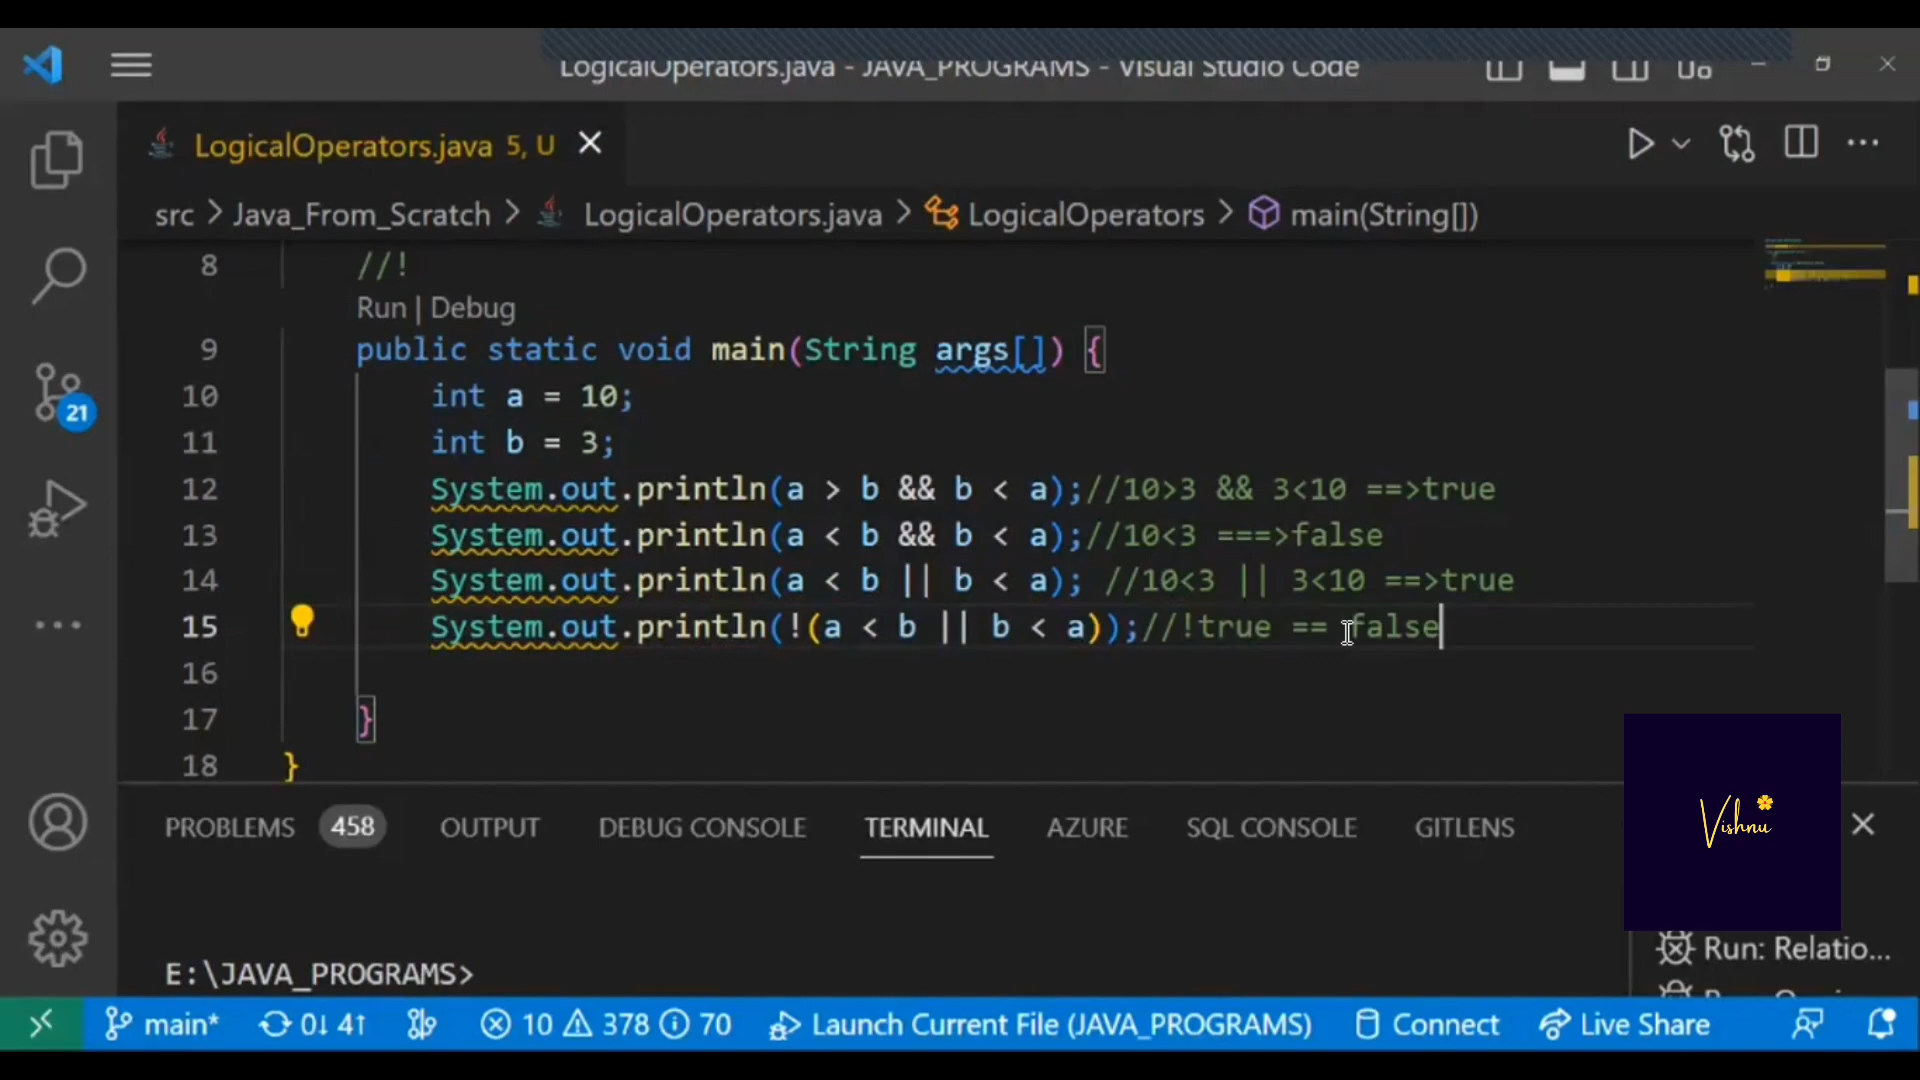 LogicalOperators.java - JAVA_PROGRAMS - Visual Studio Code
LogicalOperators.java 5, U
src > Java_From_Scratch > LogicalOperators.java > LogicalOperators > main(String[])
8 //!
Run | Debug
9 public static void main(String args[]) {
10 int a = 10;
11 int b = 3;
12 System.out.println(a > b && b < a);//10>3 && 3<10 ==>true
13 System.out.println(a < b && b < a);//10<3 ===>false
14 System.out.println(a < b || b < a); //10<3 || 3<10 ==>true
15 System.out.println(!(a < b || b < a));//!true == false
16
17 }
18 }
21
Vishnu
PROBLEMS 458 OUTPUT DEBUG CONSOLE TERMINAL AZURE SQL CONSOLE GITLENS
Run: Relatio...
E:\JAVA_PROGRAMS>
main* 0↓ 4↑ 10 378 70 Launch Current File (JAVA_PROGRAMS) Connect Live Share